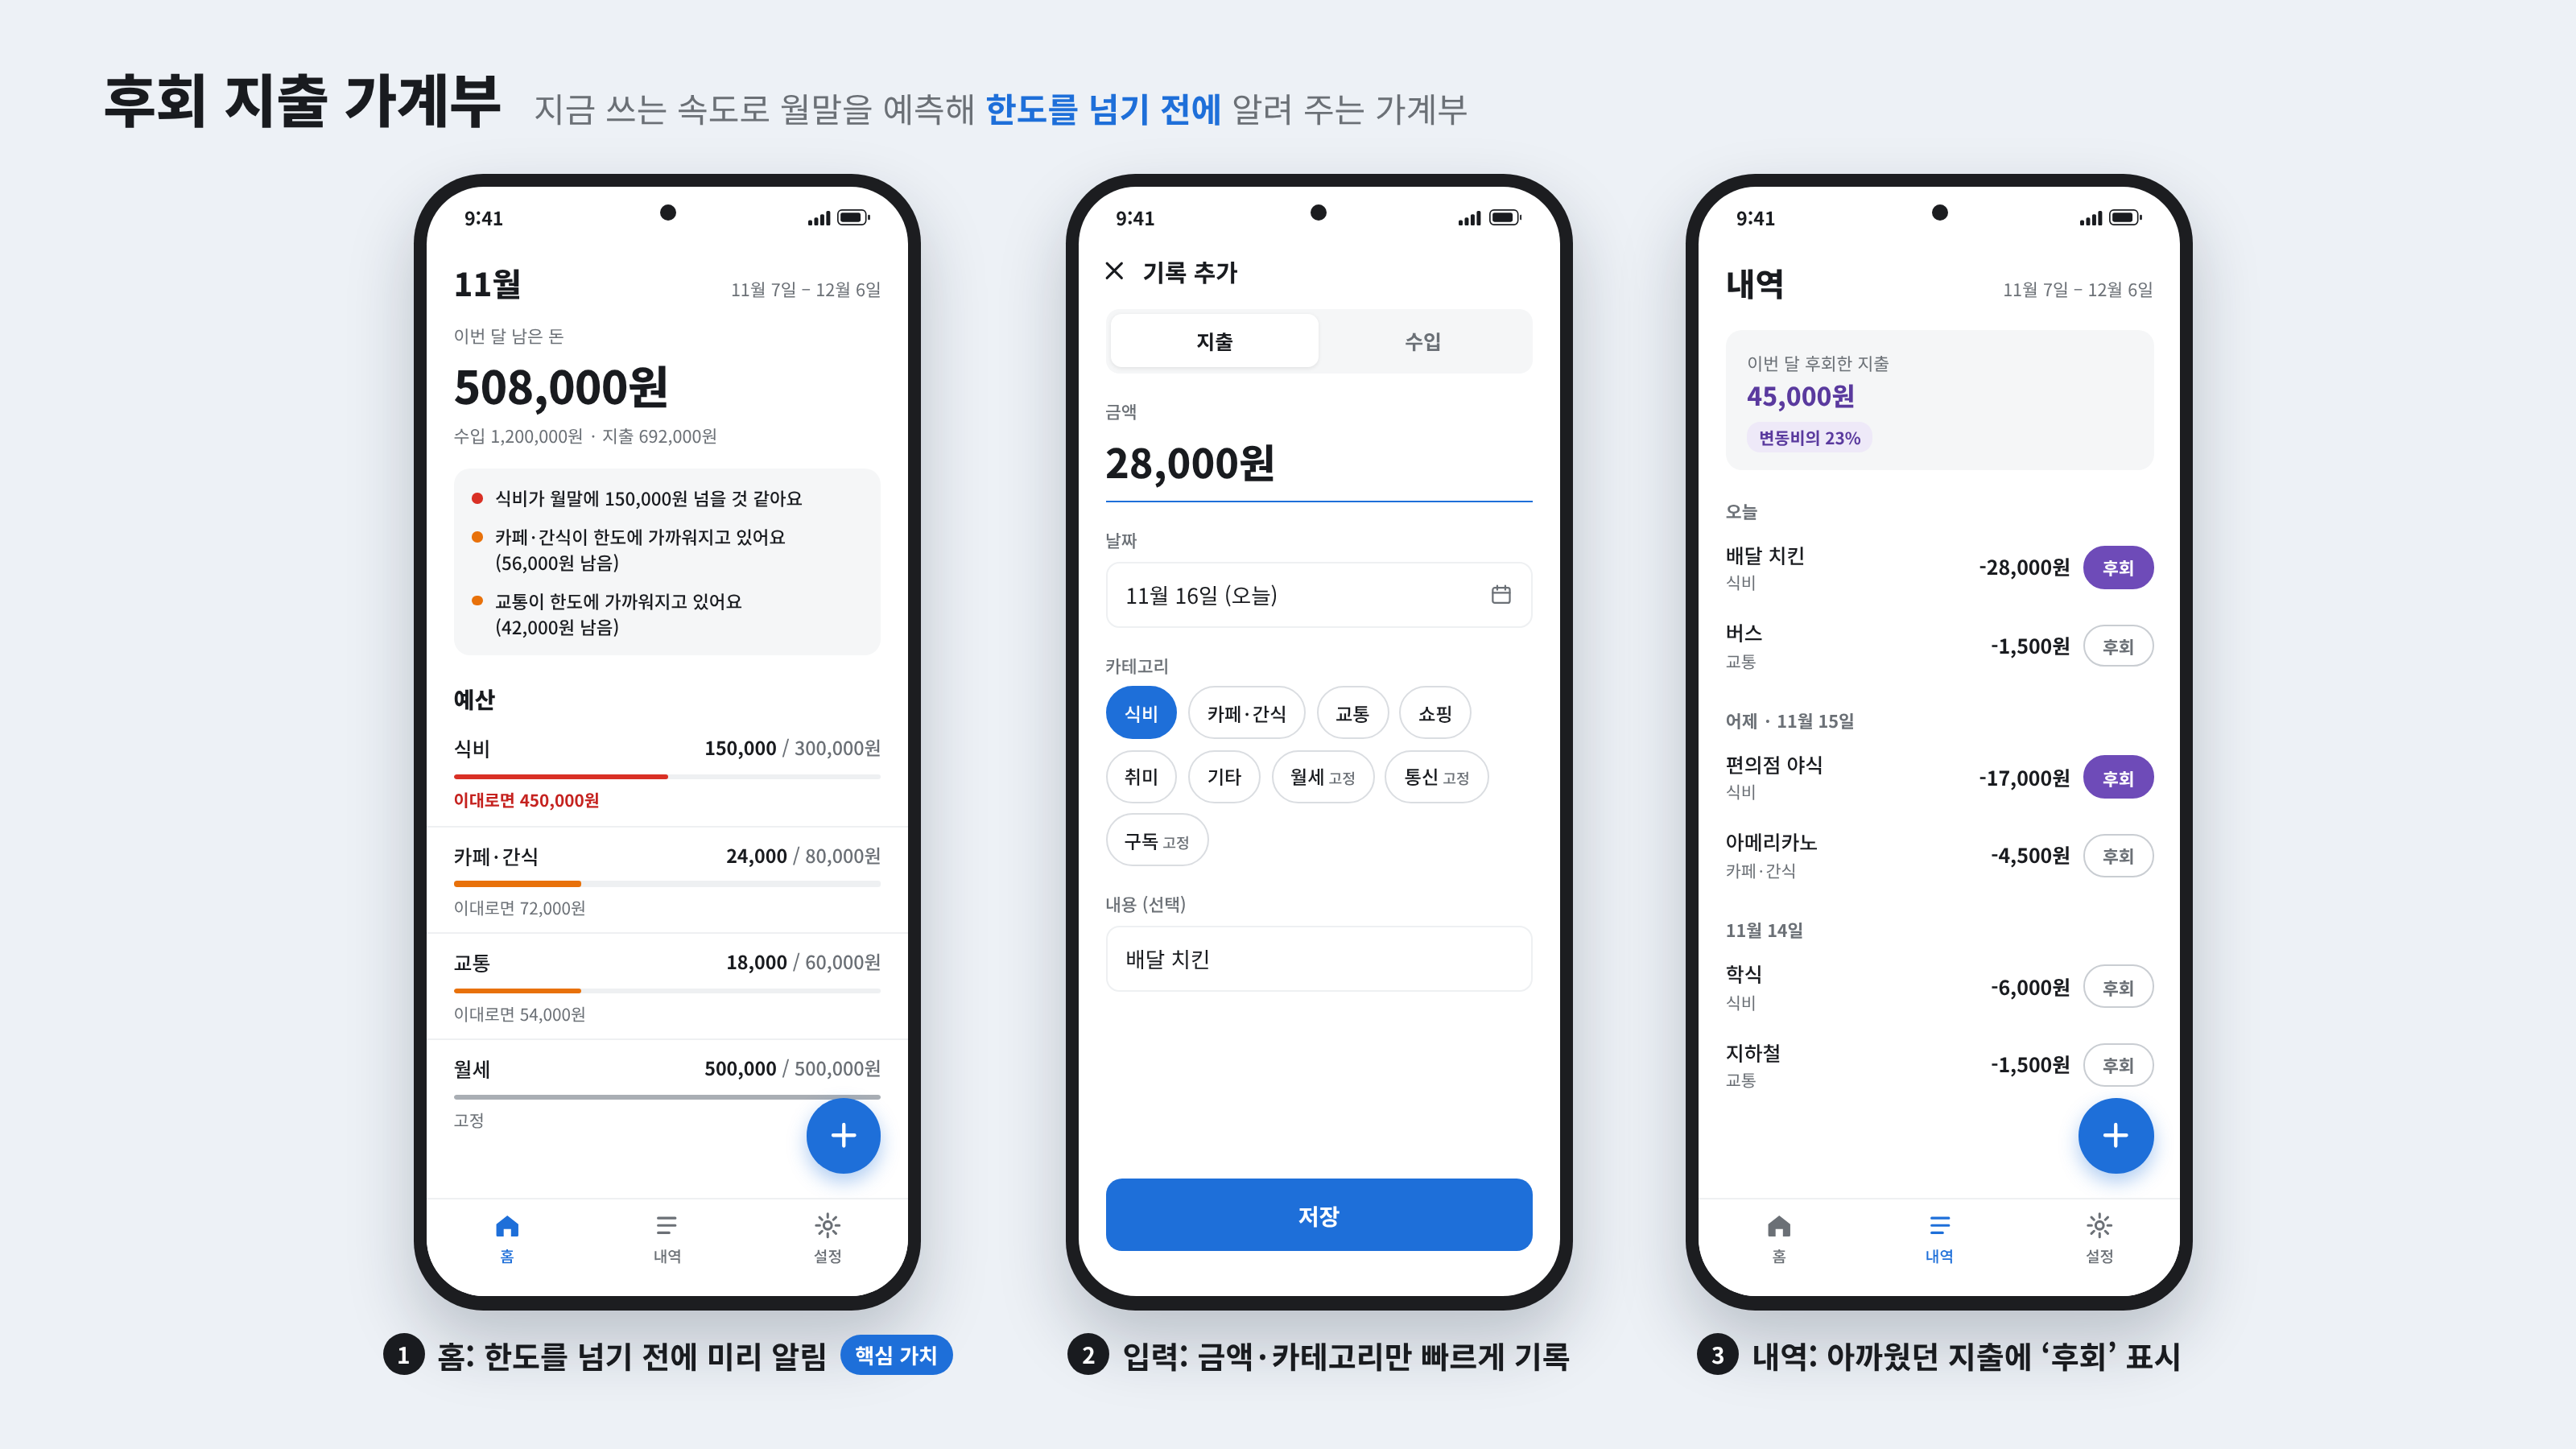 후회 지출 가계부 지금 쓰는 속도로 월말을 예측해 한도를 넘기 전에 알려 주는 가계부
9:41
11월 11월 7일 – 12월 6일
이번 달 남은 돈
508,000원
수입 1,200,000원 · 지출 692,000원
식비가 월말에 150,000원 넘을 것 같아요
카페·간식이 한도에 가까워지고 있어요
(56,000원 남음)
교통이 한도에 가까워지고 있어요
(42,000원 남음)
예산
식비 150,000 / 300,000원
이대로면 450,000원
카페·간식 24,000 / 80,000원
이대로면 72,000원
교통 18,000 / 60,000원
이대로면 54,000원
월세 500,000 / 500,000원
고정
홈 내역 설정
1 홈: 한도를 넘기 전에 미리 알림 핵심 가치
9:41
기록 추가
지출 수입
금액
28,000원
날짜
11월 16일 (오늘)
카테고리
식비 카페·간식 교통 쇼핑
취미 기타 월세 고정 통신 고정
구독 고정
내용 (선택)
배달 치킨
저장
2 입력: 금액·카테고리만 빠르게 기록
9:41
내역 11월 7일 – 12월 6일
이번 달 후회한 지출
45,000원
변동비의 23%
오늘
배달 치킨 -28,000원 후회
식비
버스 -1,500원 후회
교통
어제 · 11월 15일
편의점 야식 -17,000원 후회
식비
아메리카노 -4,500원 후회
카페·간식
11월 14일
학식 -6,000원 후회
식비
지하철 -1,500원 후회
교통
홈 내역 설정
3 내역: 아까웠던 지출에 ‘후회’ 표시